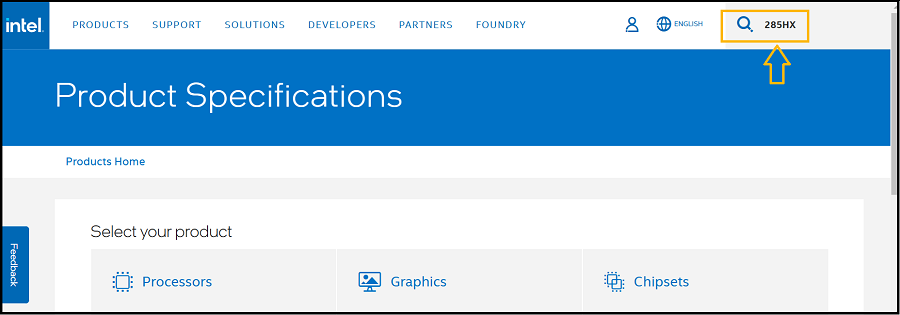 intel. PRODUCTS SUPPORT SOLUTIONS DEVELOPERS PARTNERS FOUNDRY ENGLISH 285HX
Product Specifications
Products Home
Select your product
Feedback
Processors Graphics Chipsets